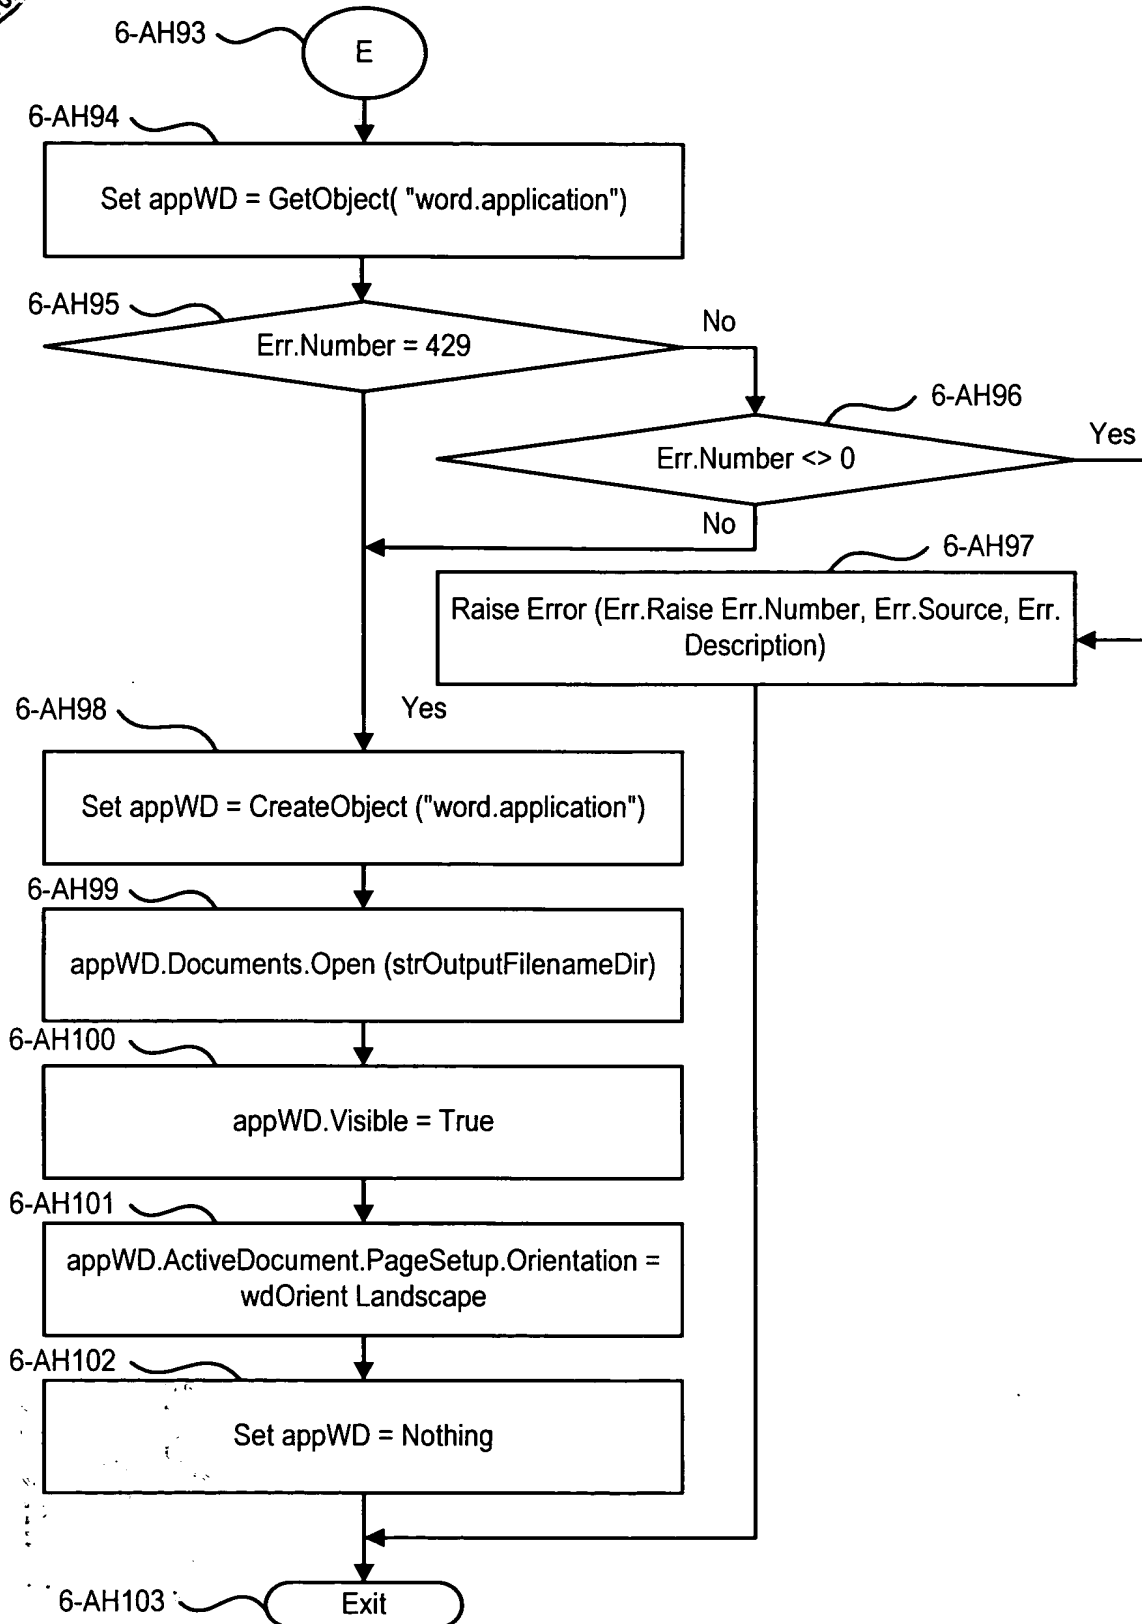 6-AH93
E
6-AH94
Set appWD = GetObject( "word.application")
6-AH95
Err.Number = 429
No
6-AH96
Err.Number <> 0
Yes
No
6-AH97
Raise Error (Err.Raise Err.Number, Err.Source, Err.
Description)
Yes
6-AH98
Set appWD = CreateObject ("word.application")
6-AH99
appWD.Documents.Open (strOutputFilenameDir)
6-AH100
appWD.Visible = True
6-AH101
appWD.ActiveDocument.PageSetup.Orientation =
wdOrient Landscape
6-AH102
Set appWD = Nothing
6-AH103
Exit